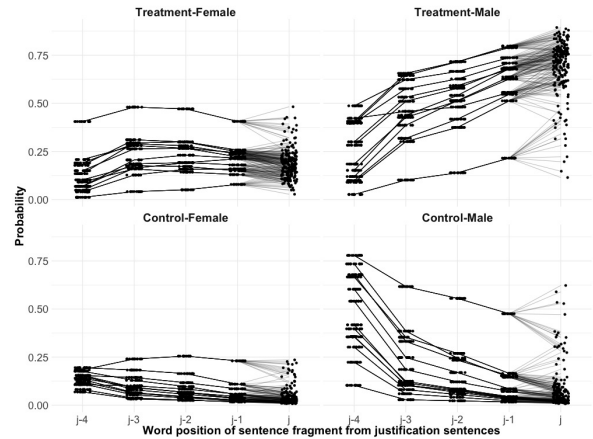 Treatment-Female Treatment-Male
0.75
0.50
0.25
0.00
Control-Female Control-Male
0.75
0.50
0.25
0.00
Probability
j-4 j-3 j-2 j-1 j j-4 j-3 j-2 j-1 j
Word position of sentence fragment from justification sentences